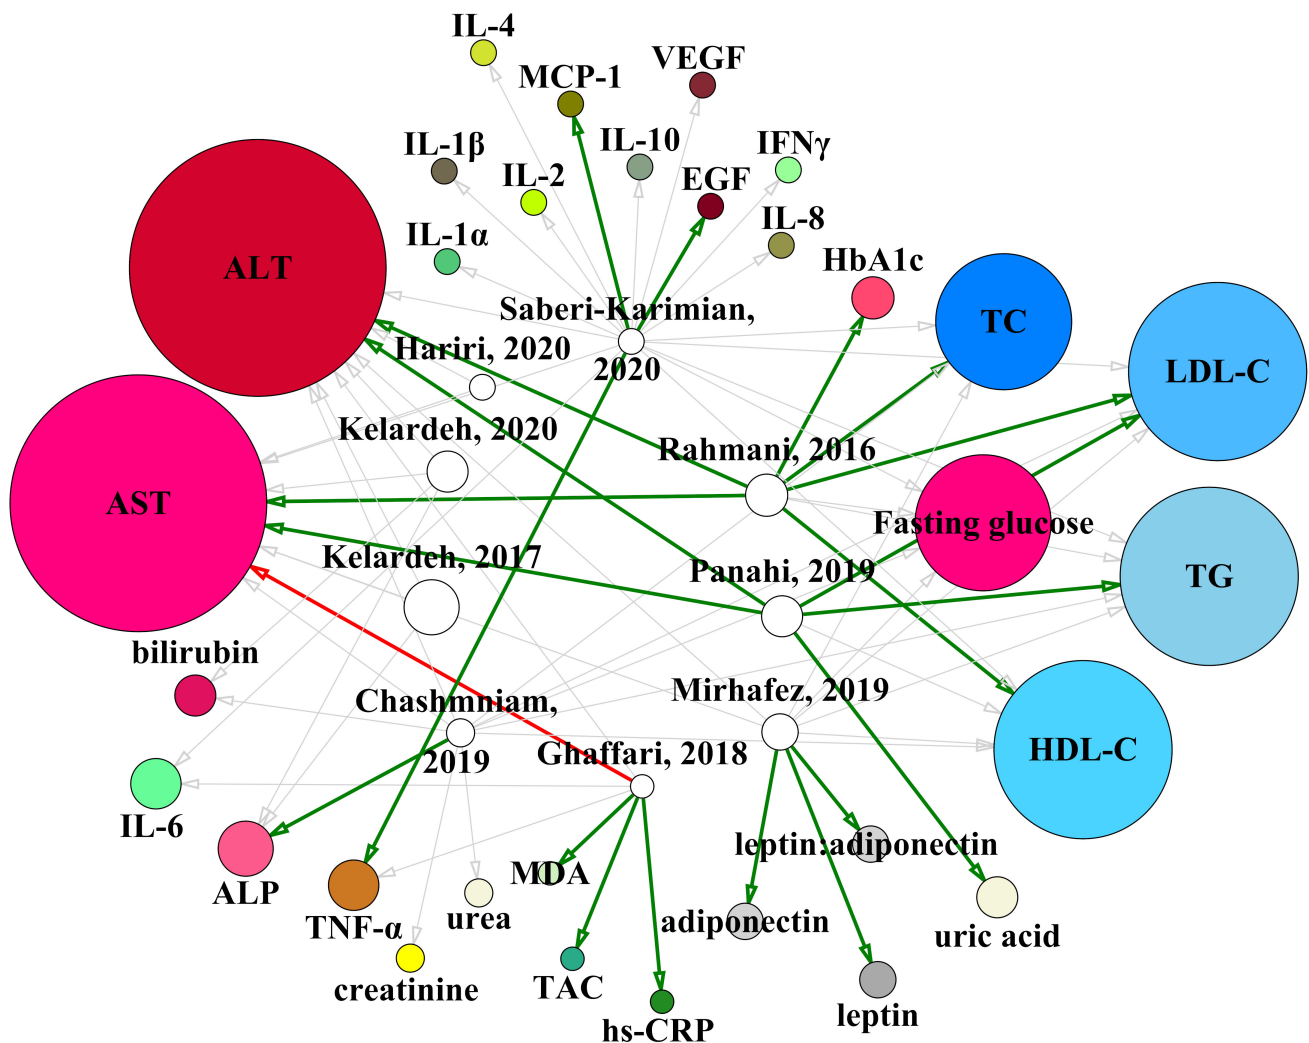 IL-4
MCP-1
VEGF
IL-1β
IL-10
IFNγ
IL-2
EGF
IL-1α
IL-8
HbA1c
ALT
Saberi-Karimian,
2020
TC
Hariri, 2020
LDL-C
Kelardeh, 2020
Rahmani, 2016
AST
Fasting glucose
Kelardeh, 2017
Panahi, 2019
TG
bilirubin
Chashmniam,
2019
Mirhafez, 2019
Ghaffari, 2018
HDL-C
IL-6
leptin:adiponectin
ALP
MDA
TNF-α
urea
adiponectin
uric acid
creatinine
TAC
leptin
hs-CRP